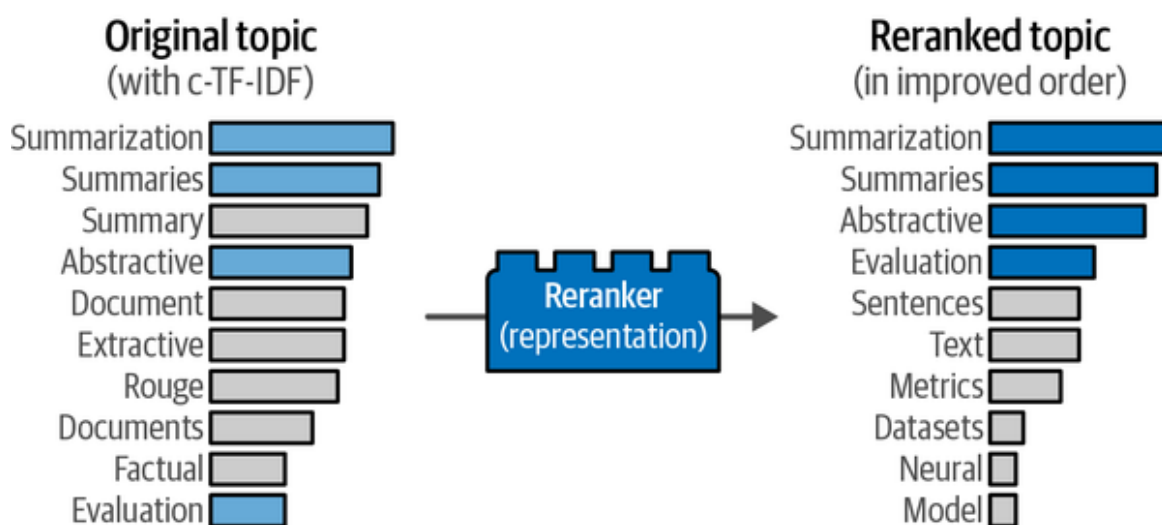 Original topic
(with c-TF-IDF)
Summarization
Summaries
Summary
Abstractive
Document
Extractive
Rouge
Documents
Factual
Evaluation
Reranker
(representation)
Reranked topic
(in improved order)
Summarization
Summaries
Abstractive
Evaluation
Sentences
Text
Metrics
Datasets
Neural
Model